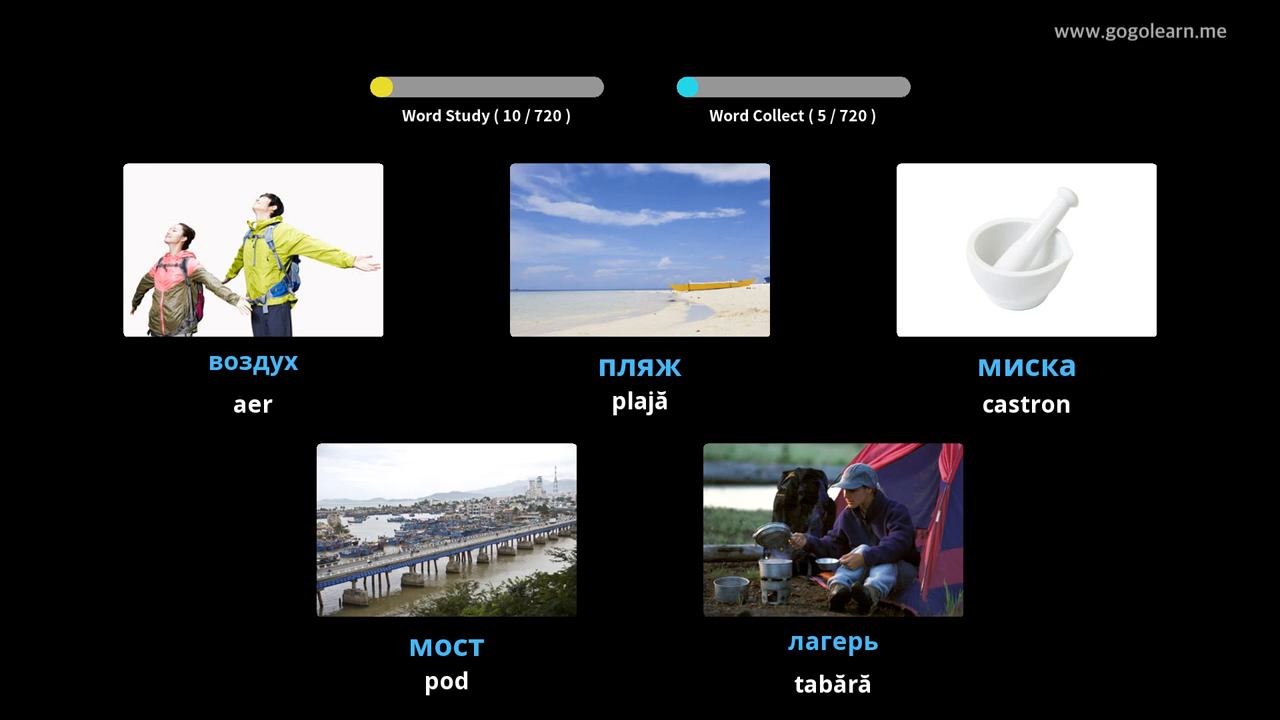 www.gogolearn.me
Word Study ( 10 / 720 )
Word Collect ( 5 / 720 )
воздух
aer
пляж
plajă
миска
castron
мост
pod
лагерь
tabără